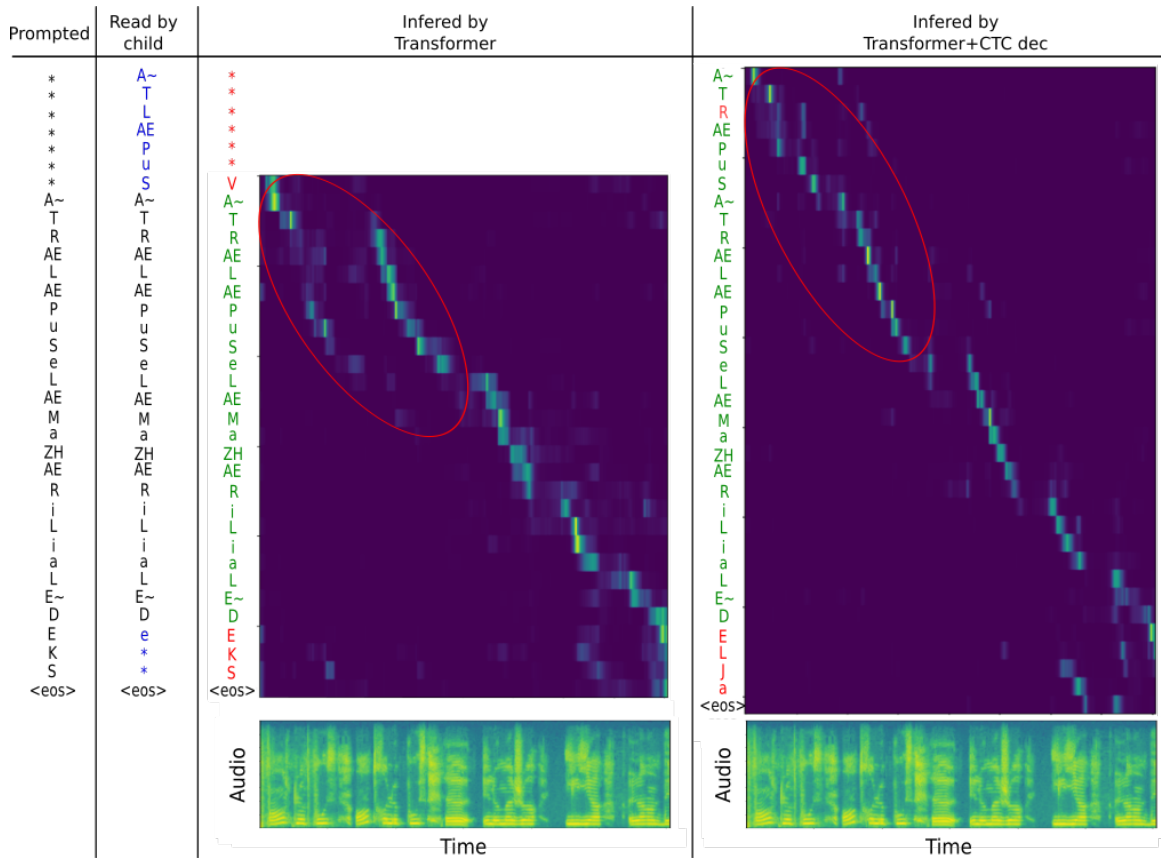 Prompted Read by child Infered by Transformer Infered by Transformer+CTC dec
* A~ * A~
* T * T
* L * R
* AE * AE
* P * P
* u * u
* S V S
A~ A~ A~ A~
T T T T
R R R R
AE AE AE AE
L L L L
AE AE AE AE
P P P P
u u u u
S S S S
e e e e
L L L L
AE AE AE AE
M M M M
a a a a
ZH ZH ZH ZH
AE AE AE AE
R R R R
i i i i
L L L L
i i i i
a a a a
L L L L
E~ E~ E~ E~
D D D D
E e E E
K * K L
S * S J
<eos> <eos> <eos> a
<eos>
Audio Audio
Time Time